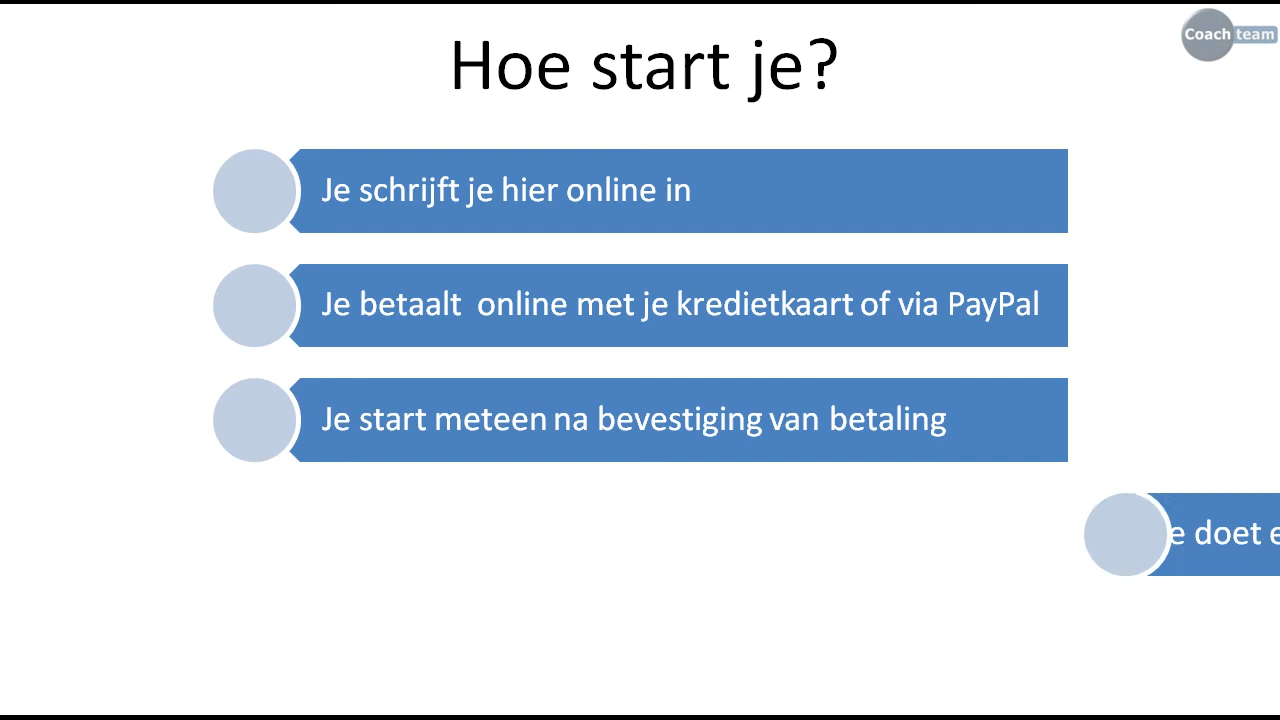 Coach team
Hoe start je?
Je schrijft je hier online in
Je betaalt online met je kredietkaart of via PayPal
Je start meteen na bevestiging van betaling
doet